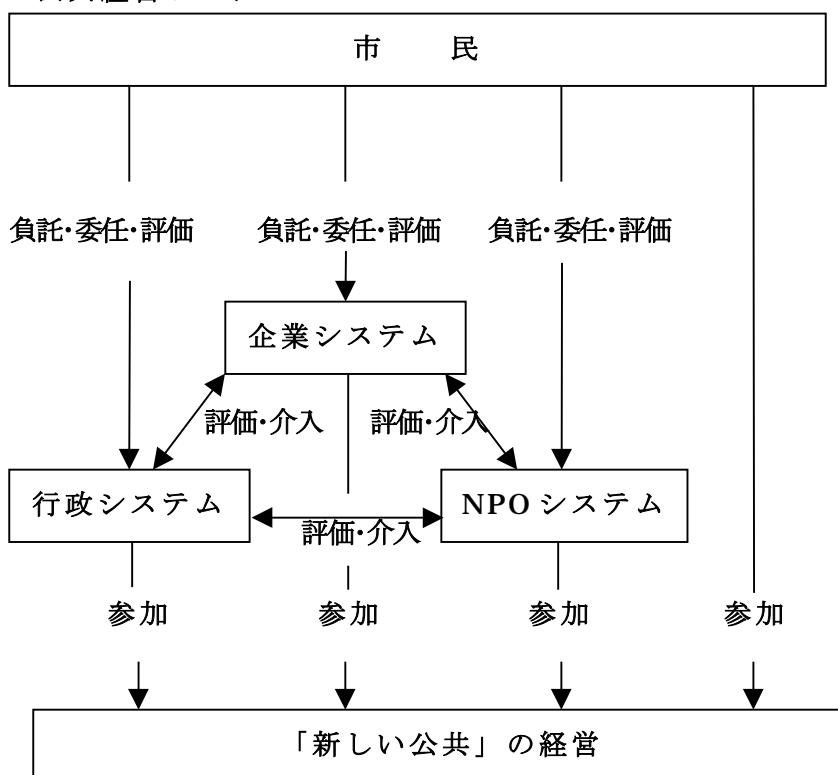 市 民
負託・委任・評価 負託・委任・評価 負託・委任・評価
企業システム
評価・介入 評価・介入
行政システム NPOシステム
評価・介入
参加 参加 参加 参加
「新しい公共」の経営